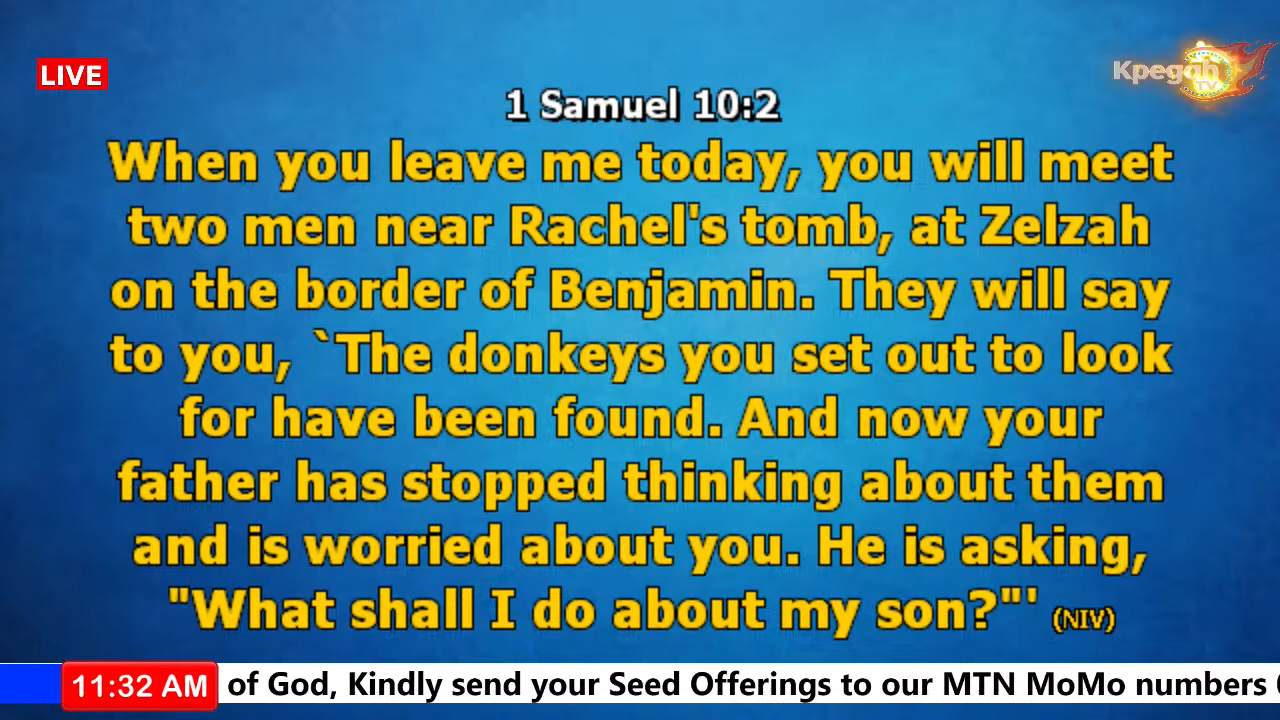 LIVE
Kpegah
TV
1 Samuel 10:2
When you leave me today, you will meet
two men near Rachel's tomb, at Zelzah
on the border of Benjamin. They will say
to you, `The donkeys you set out to look
for have been found. And now your
father has stopped thinking about them
and is worried about you. He is asking,
"What shall I do about my son?"' (NIV)
11:32 AM of God, Kindly send your Seed Offerings to our MTN MoMo numbers